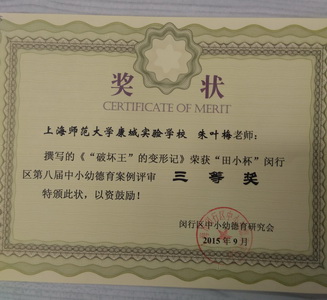 奖 状
CERTIFICATE OF MERIT
上海师范大学康城实验学校 朱叶梅老师：
撰写的《“破坏王”的变形记》荣获“田小杯”闵行
区第八届中小幼德育案例评审 三 等 奖
特颁此状，以资鼓励！
闵行区中小幼德育研究会
2015年9月